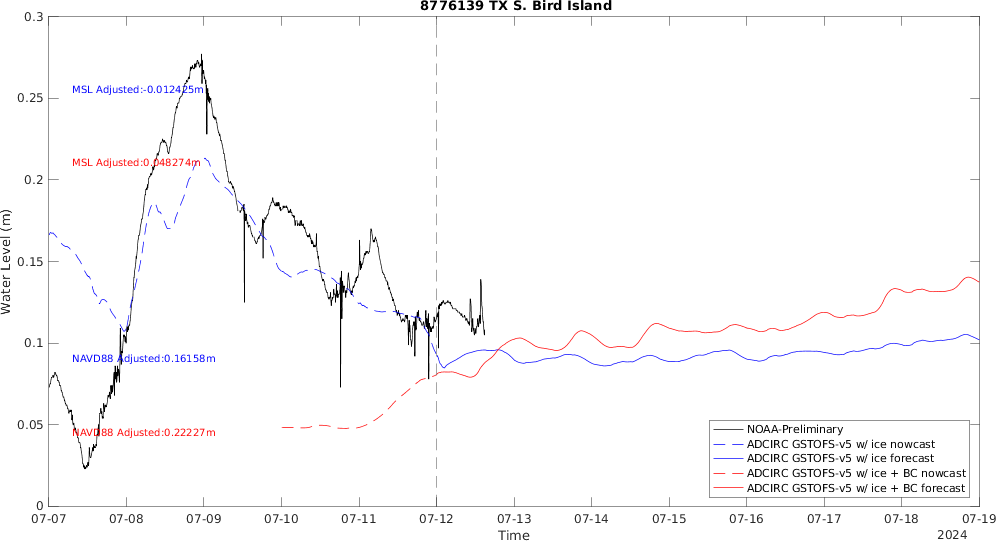 8776139 TX S. Bird Island
0.3
0.25
0.2
0.15
0.1
0.05
0
Water Level (m)
MSL Adjusted:-0.012425m
MSL Adjusted:0.048274m
NAVD88 Adjusted:0.16158m
NAVD88 Adjusted:0.22227m
NOAA-Preliminary
ADCIRC GSTOFS-v5 w/ ice nowcast
ADCIRC GSTOFS-v5 w/ ice forecast
ADCIRC GSTOFS-v5 w/ ice + BC nowcast
ADCIRC GSTOFS-v5 w/ ice + BC forecast
07-07 07-08 07-09 07-10 07-11 07-12 07-13 07-14 07-15 07-16 07-17 07-18 07-19
Time
2024